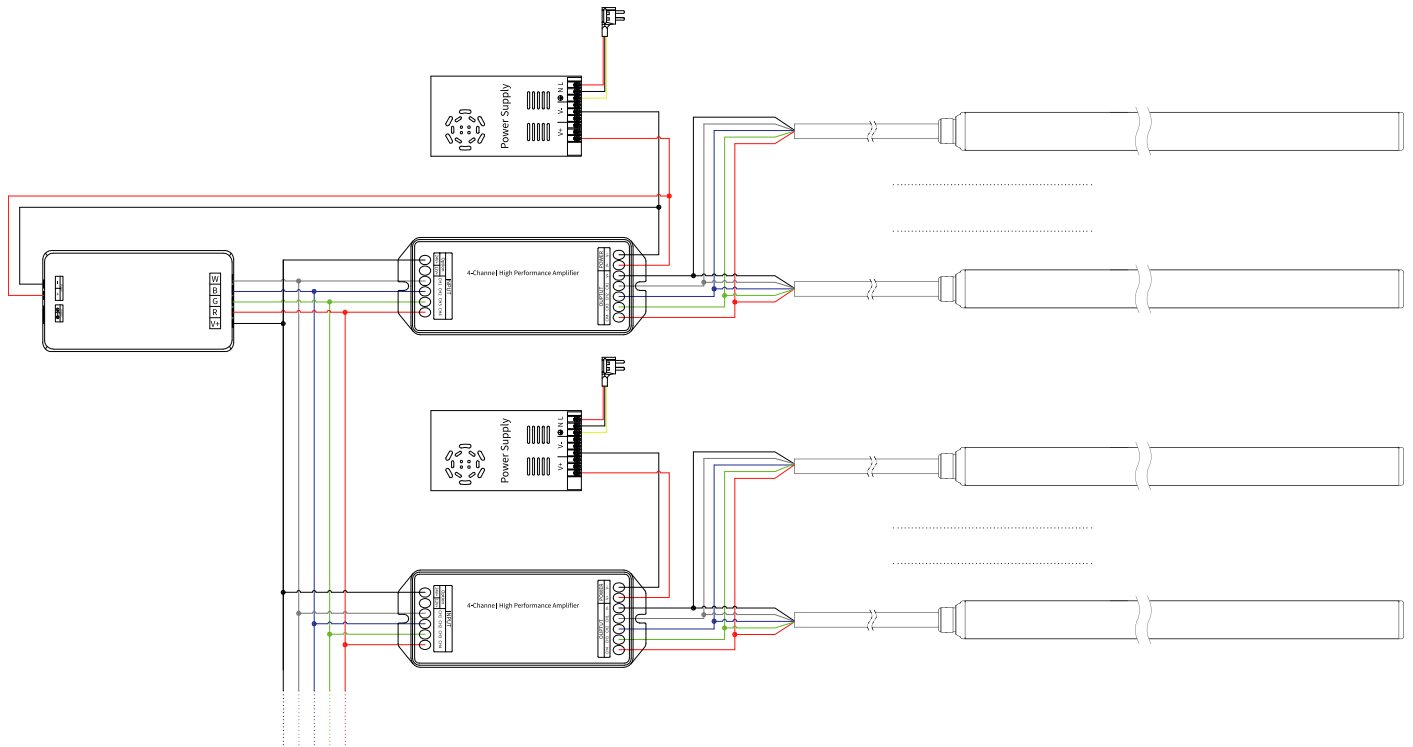 L
N
V-
V+
Power Supply
W
B
G
R
V+
INPUT
4-Channel High Performance Amplifier
POWER
OUTPUT
L
N
V-
V+
Power Supply
INPUT
4-Channel High Performance Amplifier
POWER
OUTPUT